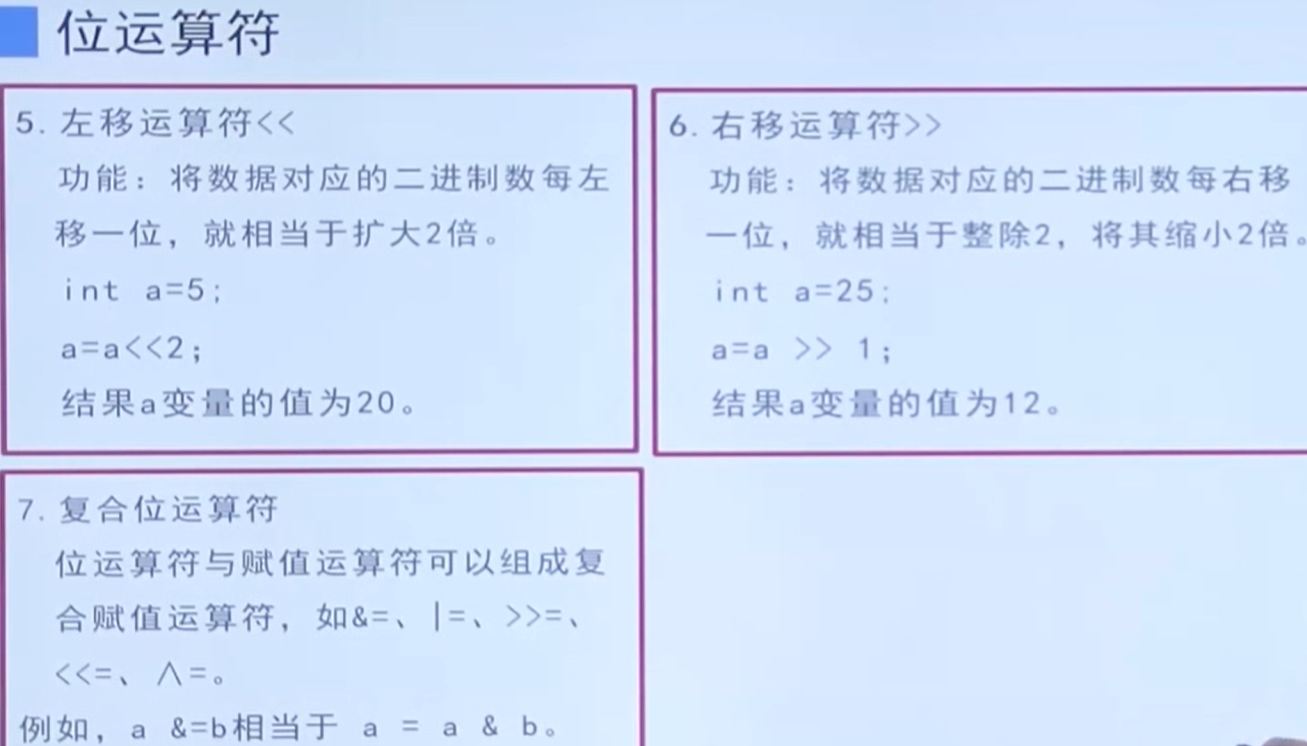 位运算符
5. 左移运算符<<
功能：将数据对应的二进制数每左
移一位，就相当于扩大2倍。
int a=5;
a=a<<2；
结果a变量的值为20。
6. 右移运算符>>
功能：将数据对应的二进制数每右移
一位，就相当于整除2，将其缩小2倍。
int a=25;
a=a >> 1；
结果a变量的值为12。
7. 复合位运算符
位运算符与赋值运算符可以组成复
合赋值运算符，如&=、|=、>>=、
<<=、∧=。
例如，a &=b相当于 a = a & b。